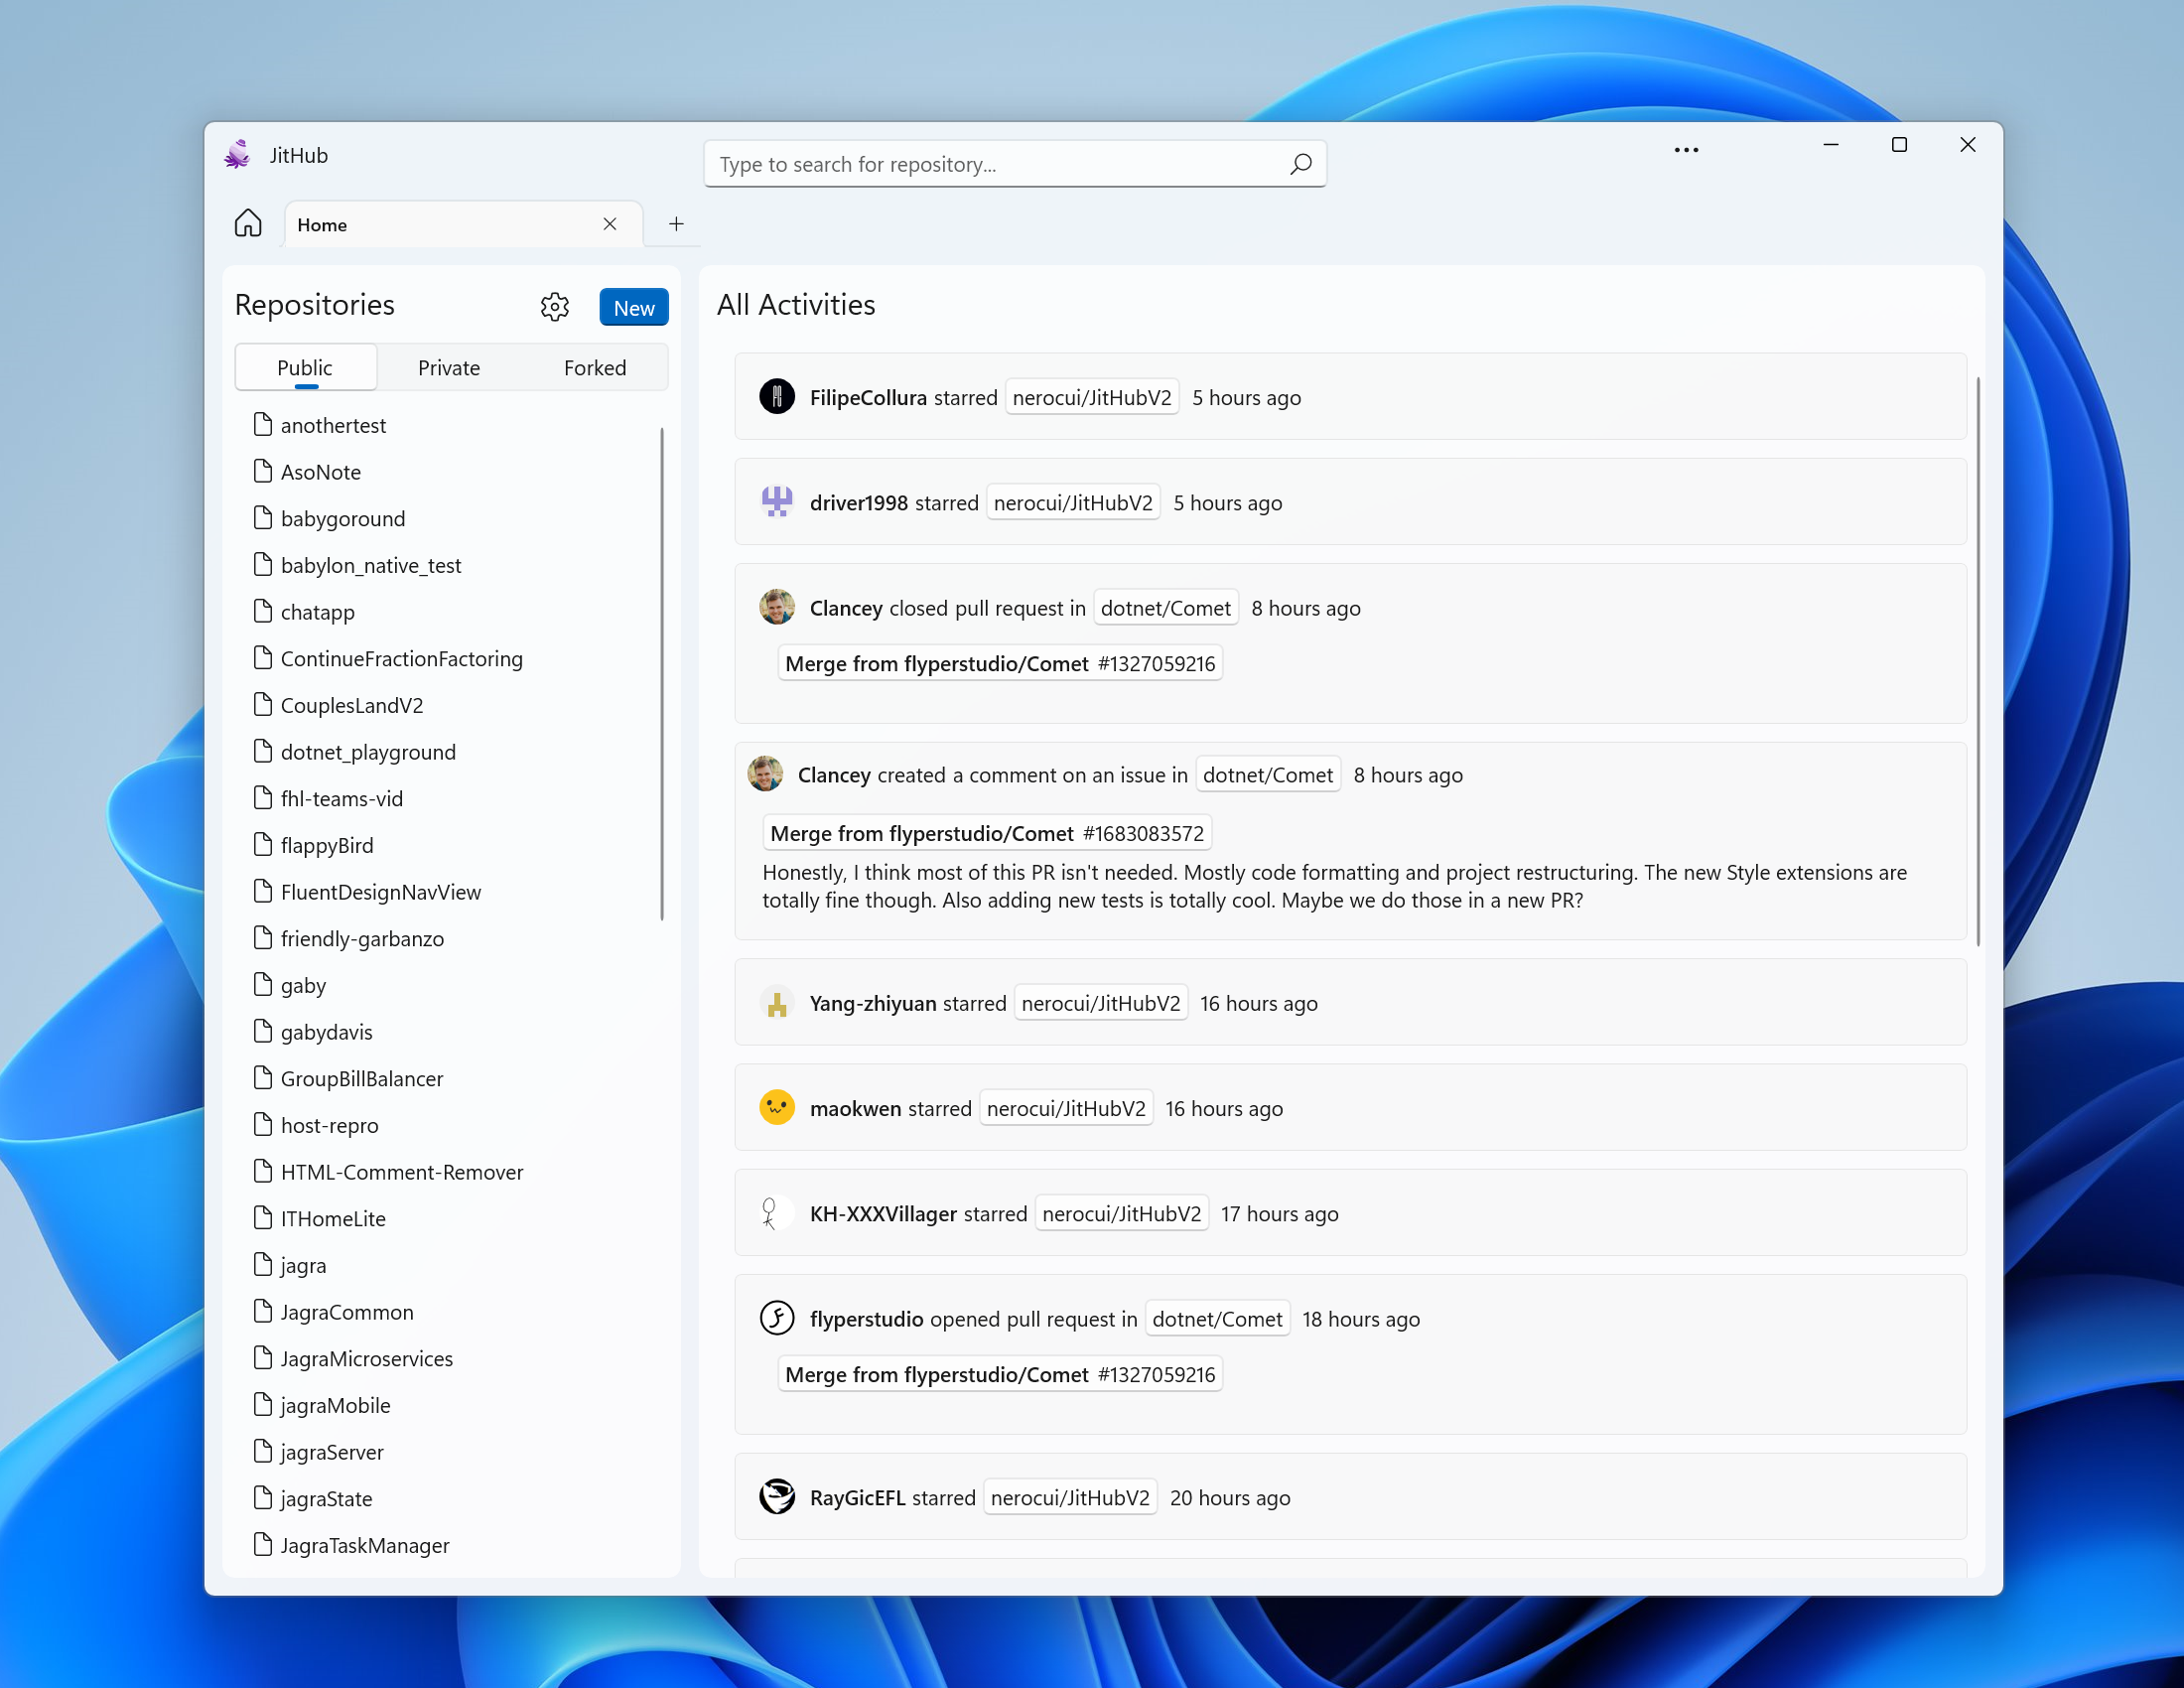 JitHub
Type to search for repository...
Home
Repositories
New
Public Private Forked
anothertest
AsoNote
babygoround
babylon_native_test
chatapp
ContinueFractionFactoring
CouplesLandV2
dotnet_playground
fhl-teams-vid
flappyBird
FluentDesignNavView
friendly-garbanzo
gaby
gabydavis
GroupBillBalancer
host-repro
HTML-Comment-Remover
ITHomeLite
jagra
JagraCommon
JagraMicroservices
jagraMobile
jagraServer
jagraState
JagraTaskManager
All Activities
FilipeCollura starred nerocui/JitHubV2 5 hours ago
driver1998 starred nerocui/JitHubV2 5 hours ago
Clancey closed pull request in dotnet/Comet 8 hours ago
Merge from flyperstudio/Comet #1327059216
Clancey created a comment on an issue in dotnet/Comet 8 hours ago
Merge from flyperstudio/Comet #1683083572
Honestly, I think most of this PR isn't needed. Mostly code formatting and project restructuring. The new Style extensions are
totally fine though. Also adding new tests is totally cool. Maybe we do those in a new PR?
Yang-zhiyuan starred nerocui/JitHubV2 16 hours ago
maokwen starred nerocui/JitHubV2 16 hours ago
KH-XXXVillager starred nerocui/JitHubV2 17 hours ago
flyperstudio opened pull request in dotnet/Comet 18 hours ago
Merge from flyperstudio/Comet #1327059216
RayGicEFL starred nerocui/JitHubV2 20 hours ago